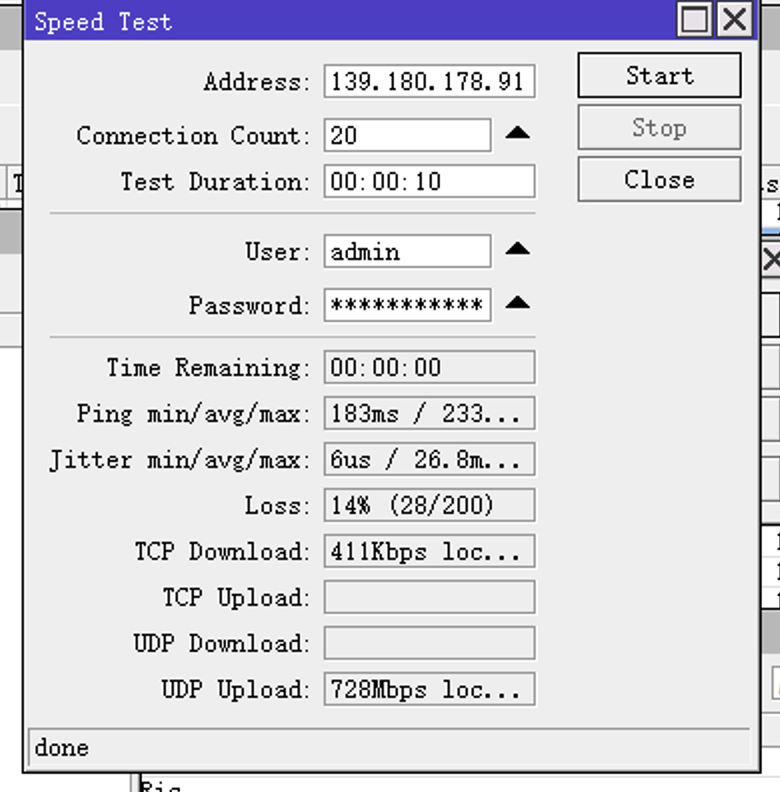 Speed Test
Address: 139.180.178.91
Start
Connection Count: 20
Stop
Test Duration: 00:00:10
Close
User: admin
Password: ***********
Time Remaining: 00:00:00
Ping min/avg/max: 183ms / 233...
Jitter min/avg/max: 6us / 26.8m...
Loss: 14% (28/200)
TCP Download: 411Kbps loc...
TCP Upload:
UDP Download:
UDP Upload: 728Mbps loc...
done